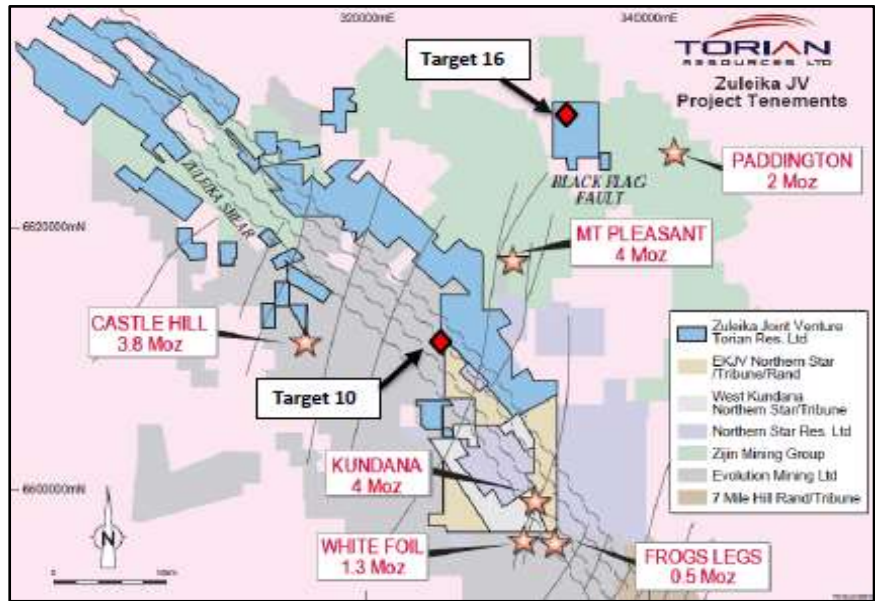 320000mE
340000mE
TORIAN
RESOURCES LTD
Zuleika JV
Project Tenements
Target 16
PADDINGTON
2 Moz
BLACK FLAG
FAULT
ZULEIKA SHEAR
6620000mN
MT PLEASANT
4 Moz
CASTLE HILL
3.8 Moz
Target 10
Zuleika Joint Venture
Torian Res. Ltd
EKJV Northern Star
/Tribune/Rand
West Kundana
Northern Star/Tribune
Northern Star Res. Ltd
Zijin Mining Group
Evolution Mining Ltd
7 Mile Hill Rand/Tribune
KUNDANA
4 Moz
6600000mN
N
WHITE FOIL
1.3 Moz
FROGS LEGS
0.5 Moz